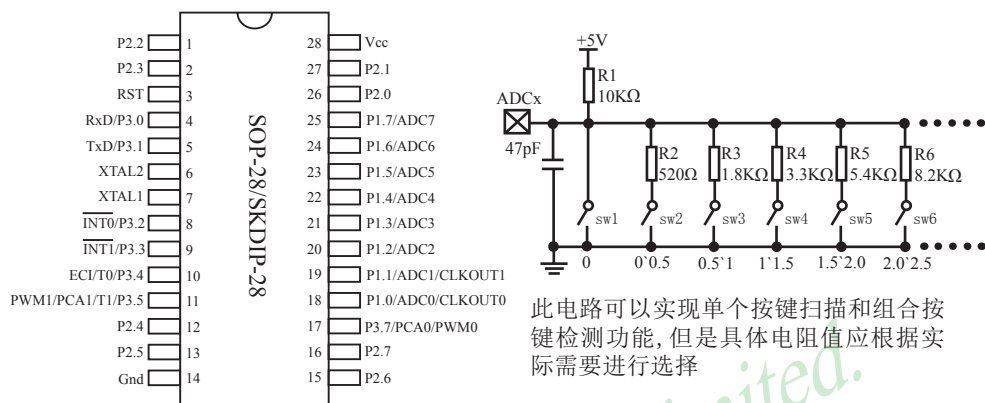 P2.2 1
P2.3 2
RST 3
RxD/P3.0 4
TxD/P3.1 5
XTAL2 6
XTAL1 7
INT0/P3.2 8
INT1/P3.3 9
ECI/T0/P3.4 10
PWM1/PCA1/T1/P3.5 11
P2.4 12
P2.5 13
Gnd 14
SOP-28/SKDIP-28
28 Vcc
27 P2.1
26 P2.0
25 P1.7/ADC7
24 P1.6/ADC6
23 P1.5/ADC5
22 P1.4/ADC4
21 P1.3/ADC3
20 P1.2/ADC2
19 P1.1/ADC1/CLKOUT1
18 P1.0/ADC0/CLKOUT0
17 P3.7/PCA0/PWM0
16 P2.7
15 P2.6
+5V
R1
10KΩ
ADCx
47pF
R2 R3 R4 R5 R6
520Ω 1.8KΩ 3.3KΩ 5.4KΩ 8.2KΩ
sw1 sw2 sw3 sw4 sw5 sw6
0 0`0.5 0.5`1 1`1.5 1.5`2.0 2.0`2.5
此电路可以实现单个按键扫描和组合按
键检测功能,但是具体电阻值应根据实
际需要进行选择